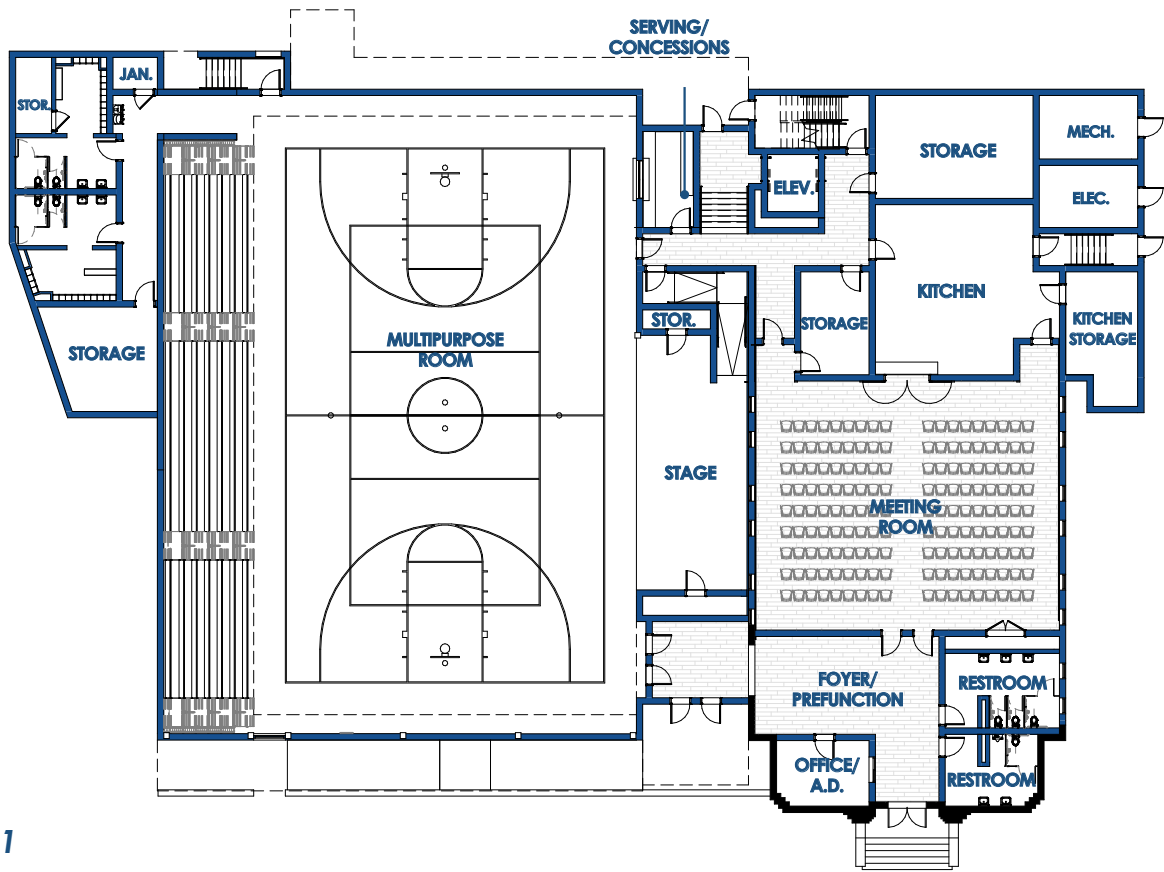 SERVING/
CONCESSIONS
JAN.
STOR.
MECH.
STORAGE
ELEV.
ELEC.
KITCHEN
STOR.
STORAGE
KITCHEN
STORAGE
MULTIPURPOSE
ROOM
STORAGE
STAGE
MEETING
ROOM
FOYER/
PREFUNCTION
RESTROOM
OFFICE/
A.D.
RESTROOM
1